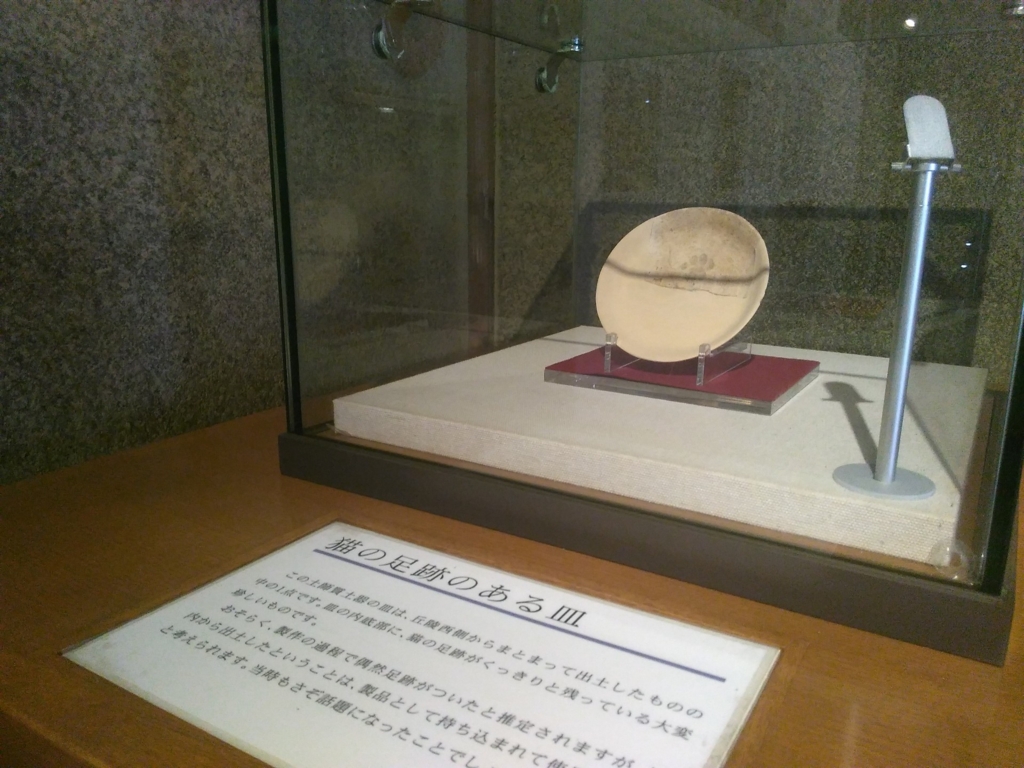 猫の足跡のある皿
この土師質土器の皿は、丘陵西側からまとまって出土したものの
中の1点です。皿の内底部に、猫の足跡がくっきりと残っている大変
珍しいものです。
おそらく、製作の過程で偶然足跡がついたと推定されますが、
内から出土したということは、製品として持ち込まれて使
と考えられます。当時もさぞ話題になったことでし